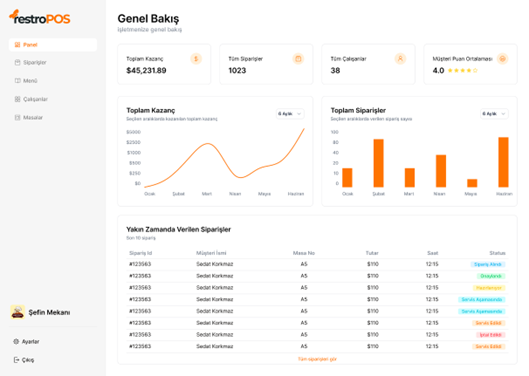 restroPOS
Panel
Siparişler
Menü
Çalışanlar
Masalar
Şefin Mekanı
Ayarlar
Çıkış
Genel Bakış
İşletmenize genel bakış
Toplam Kazanç
$45,231.89
Tüm Siparişler
1023
Tüm Çalışanlar
38
Müşteri Puan Ortalaması
4.0
Toplam Kazanç
Seçilen aralıklarda kazanılan toplam kazanç
6 Aylık
$1000
$500
$250
$0
Ocak Şubat Mart Nisan Mayıs Haziran
Toplam Siparişler
Seçilen aralıklarda verilen sipariş sayısı
6 Aylık
100
80
40
20
10
0
Ocak Şubat Mart Nisan Mayıs Haziran
Yakın Zamanda Verilen Siparişler
Son 10 sipariş
Sipariş Id Müşteri İsmi Masa No Tutar Saat Status
#123563 Sedat Korkmaz A5 $110 12:15 Sipariş Alındı
#123563 Sedat Korkmaz A5 $110 12:15 Onaylandı
#123563 Sedat Korkmaz A5 $110 12:15 Hazırlanıyor
#123563 Sedat Korkmaz A5 $110 12:15 Servis Aşamasında
#123563 Sedat Korkmaz A5 $110 12:15 Servis Aşamasında
#123563 Sedat Korkmaz A5 $110 12:15 Servis Edildi
#123563 Sedat Korkmaz A5 $110 12:15 İptal Edildi
#123563 Sedat Korkmaz A5 $110 12:15 Servis Edildi
Tüm siparişleri gör